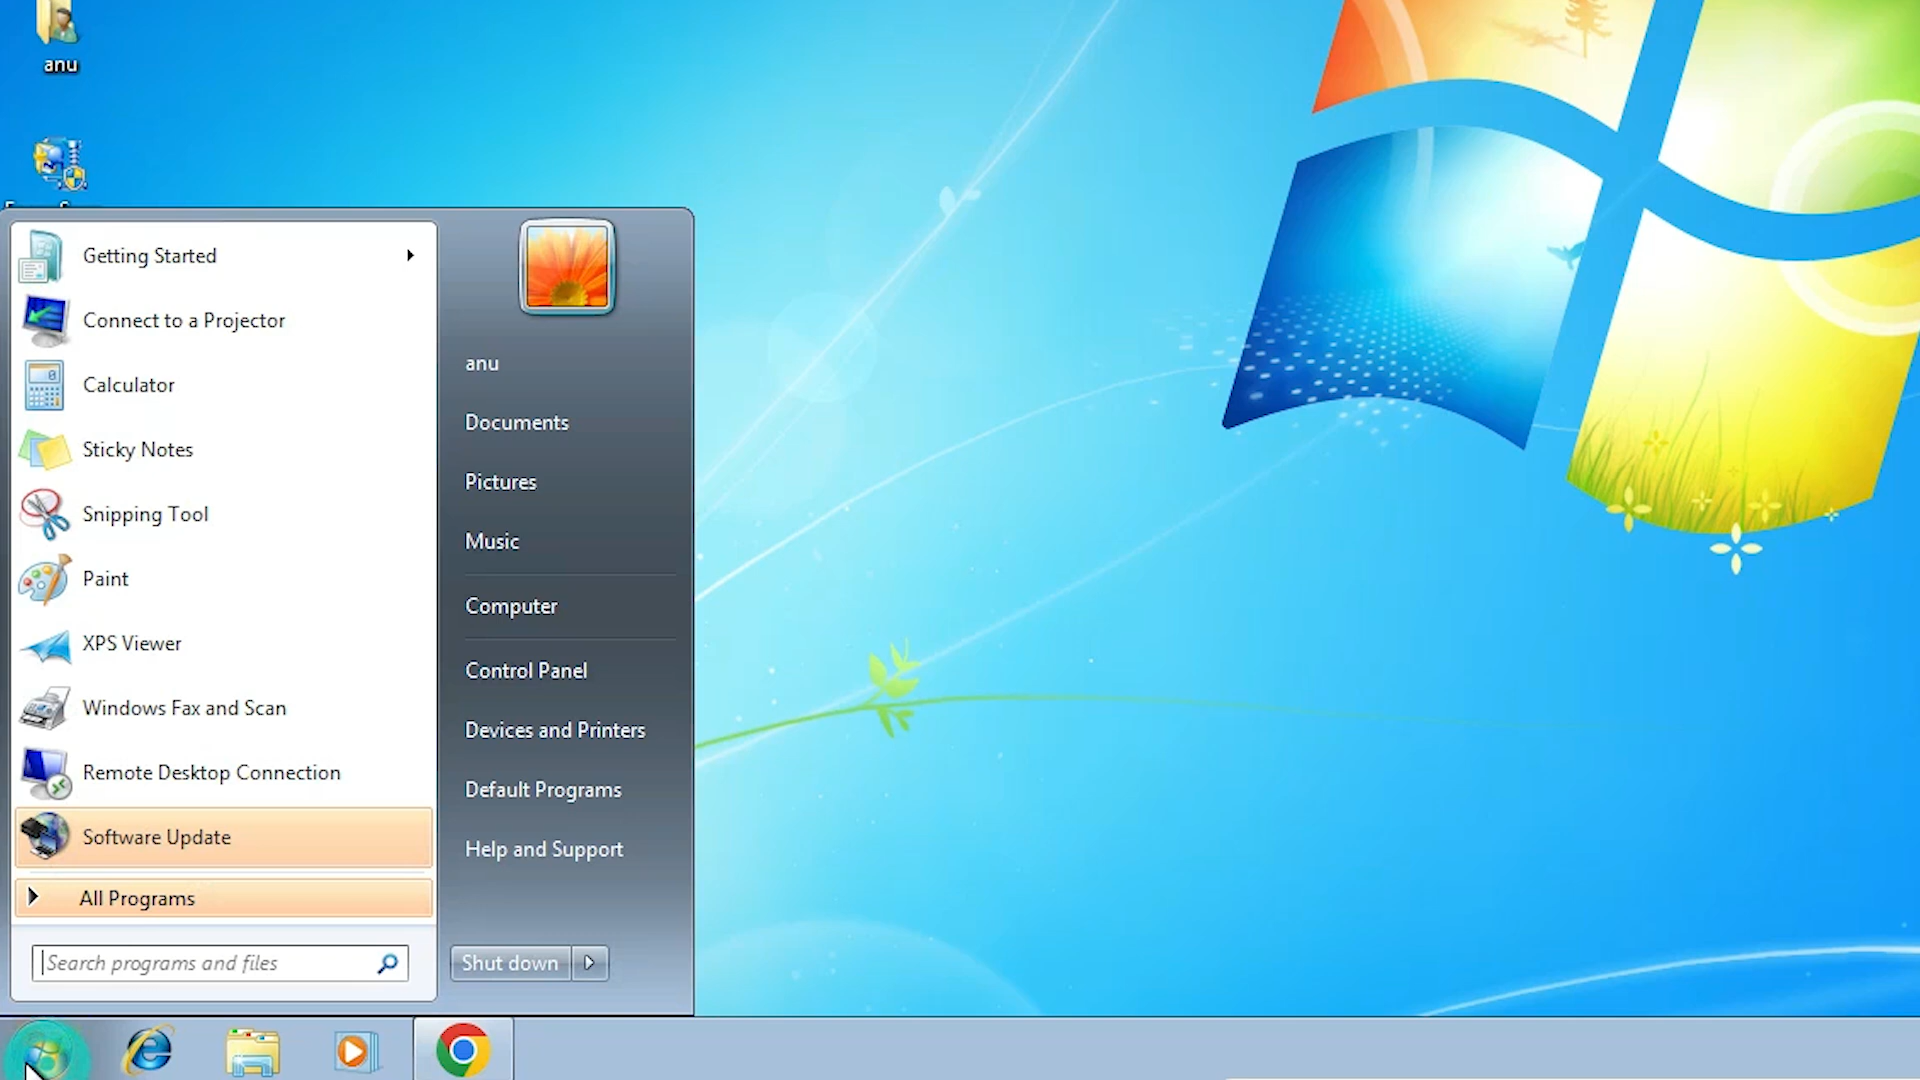 anu
Getting Started
Connect to a Projector
Calculator
Sticky Notes
Snipping Tool
Paint
XPS Viewer
Windows Fax and Scan
Remote Desktop Connection
Software Update
All Programs
Search programs and files
anu
Documents
Pictures
Music
Computer
Control Panel
Devices and Printers
Default Programs
Help and Support
Shut down